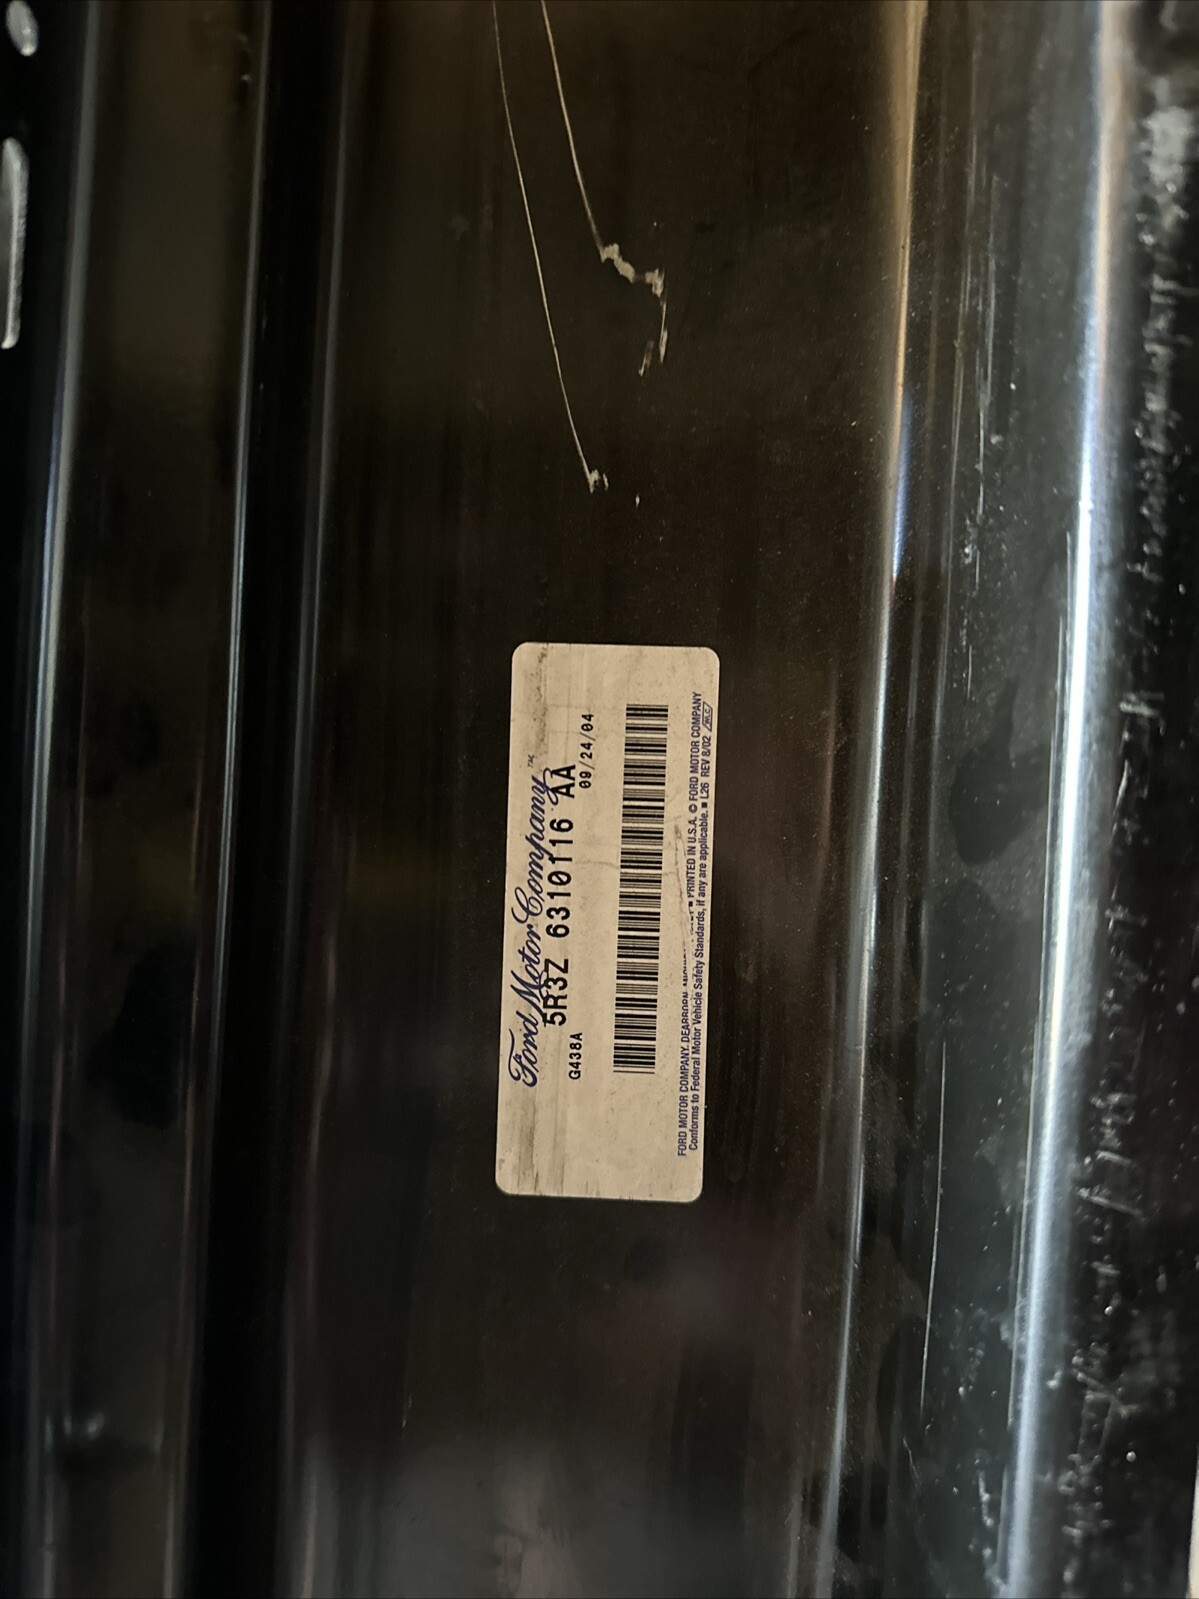 Ford Motor Company™
5R3Z 6310116 AA
G438A 09/24/04
FORD MOTOR COMPANY, DEARBORN, PRINTED IN U.S.A. © FORD MOTOR COMPANY
Conforms to Federal Motor Vehicle Safety Standards, if any are applicable. ■ L26 REV 8/02 MLC